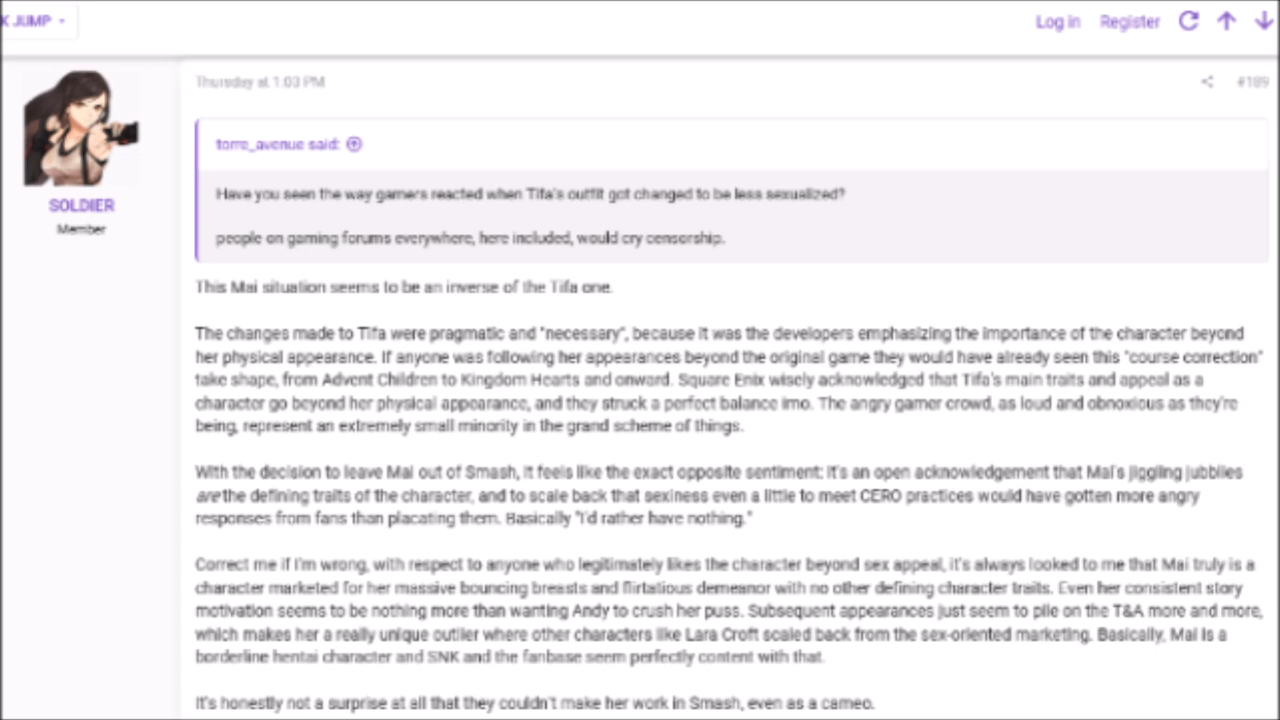 K JUMP
Log in Register
Thursday at 1:03 PM
#189
SOLDIER
Member
torre_avenue said:
Have you seen the way gamers reacted when Tifa's outfit got changed to be less sexualized?
people on gaming forums everywhere, here included, would cry censorship.
This Mai situation seems to be an inverse of the Tifa one.
The changes made to Tifa were pragmatic and "necessary", because it was the developers emphasizing the importance of the character beyond
her physical appearance. If anyone was following her appearances beyond the original game they would have already seen this "course correction"
take shape, from Advent Children to Kingdom Hearts and onward. Square Enix wisely acknowledged that Tifa's main traits and appeal as a
character go beyond her physical appearance, and they struck a perfect balance imo. The angry gamer crowd, as loud and obnoxious as they're
being, represent an extremely small minority in the grand scheme of things.
With the decision to leave Mai out of Smash, it feels like the exact opposite sentiment: it's an open acknowledgement that Mai's jiggling jubblies
are the defining traits of the character, and to scale back that sexiness even a little to meet CERO practices would have gotten more angry
responses from fans than placating them. Basically "I'd rather have nothing."
Correct me if I'm wrong, with respect to anyone who legitimately likes the character beyond sex appeal, it's always looked to me that Mai truly is a
character marketed for her massive bouncing breasts and flirtatious demeanor with no other defining character traits. Even her consistent story
motivation seems to be nothing more than wanting Andy to crush her puss. Subsequent appearances just seem to pile on the T&A more and more,
which makes her a really unique outlier where other characters like Lara Croft scaled back from the sex-oriented marketing. Basically, Mai is a
borderline hentai character and SNK and the fanbase seem perfectly content with that.
It's honestly not a surprise at all that they couldn't make her work in Smash, even as a cameo.